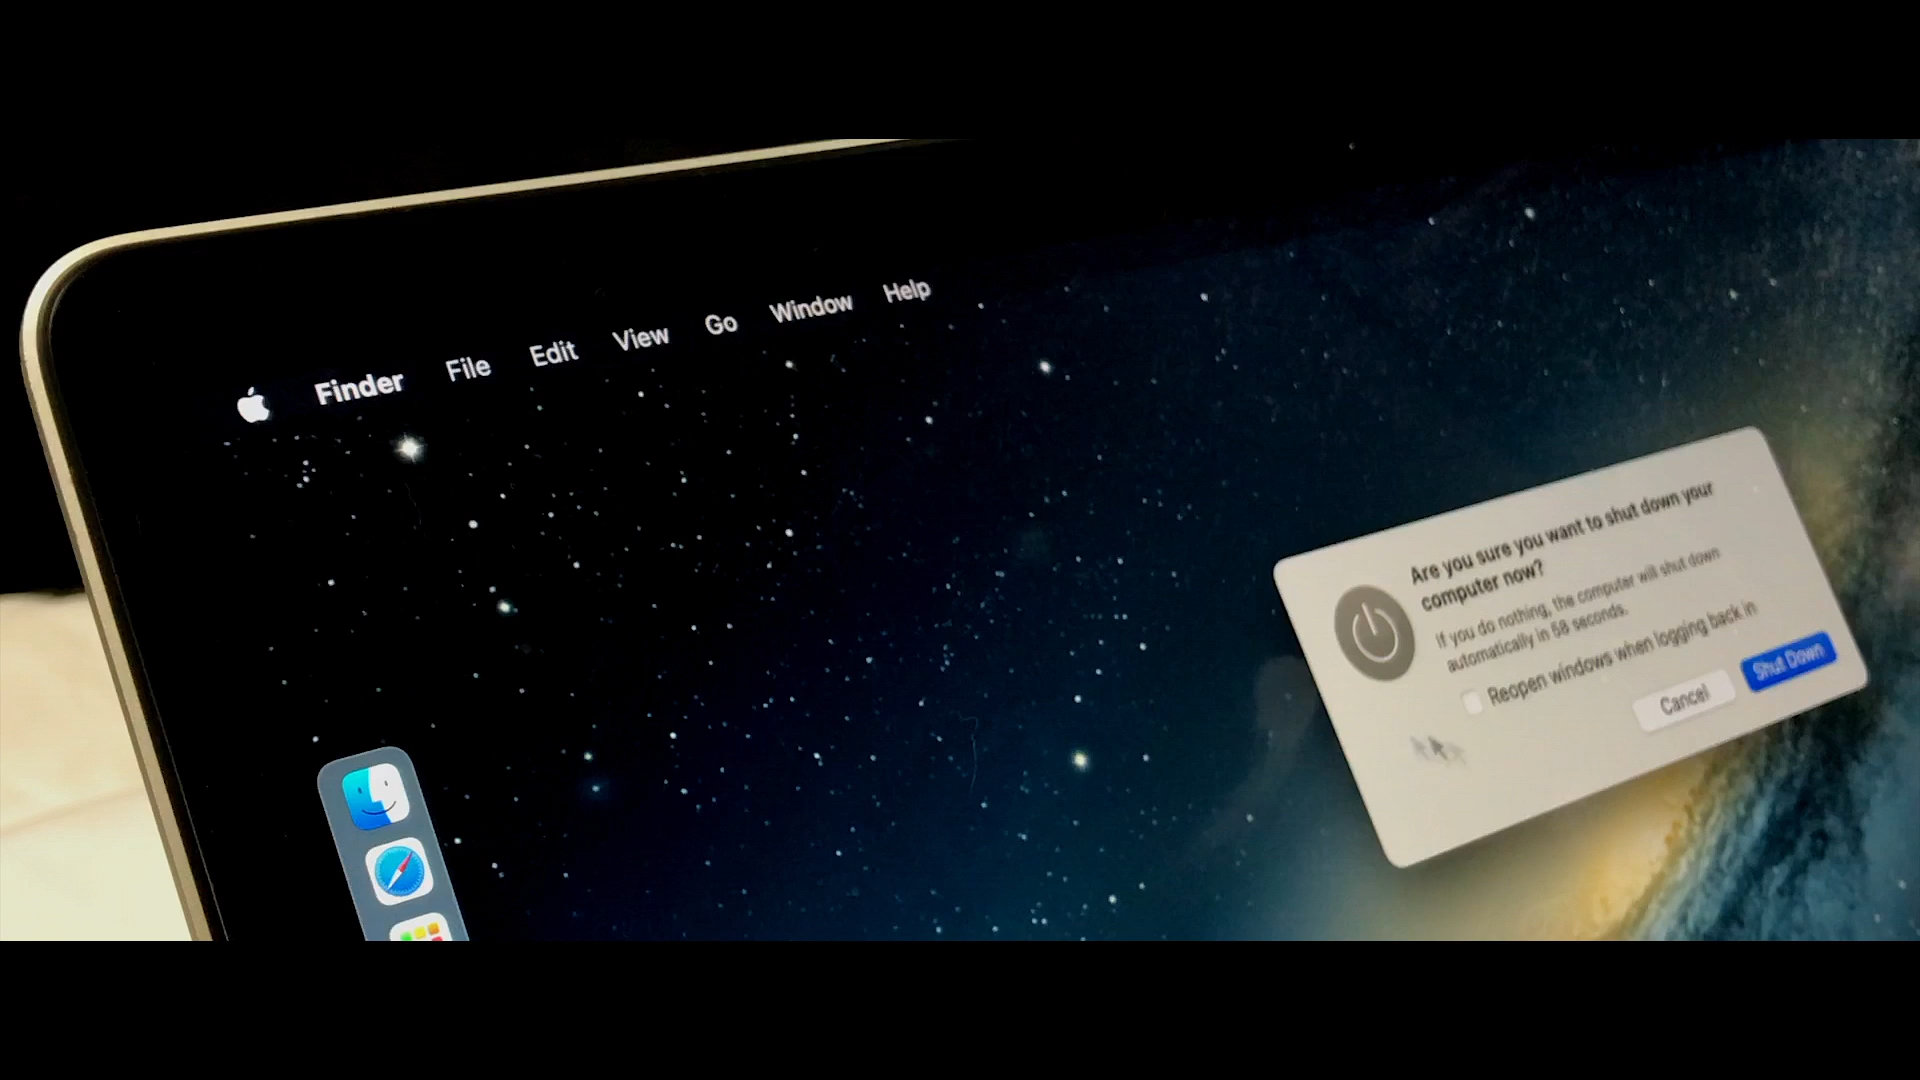 Finder File Edit View Go Window Help
Are you sure you want to shut down your
computer now?
If you do nothing, the computer will shut down
automatically in 58 seconds.
Reopen windows when logging back in
Cancel Shut Down